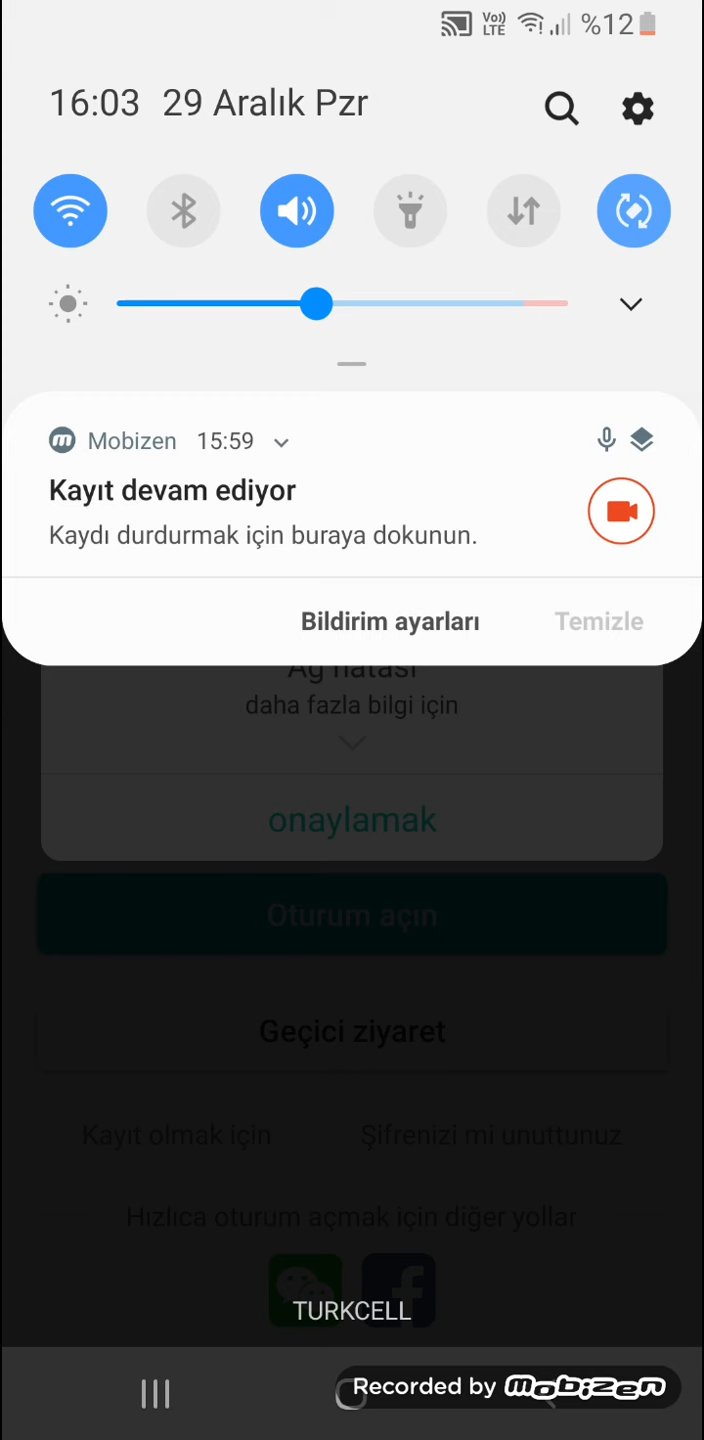 Vo)) LTE %12
16:03 29 Aralık Pzr
Mobizen 15:59
Kayıt devam ediyor
Kaydı durdurmak için buraya dokunun.
Bildirim ayarları Temizle
Ağ hatası
daha fazla bilgi için
onaylamak
Oturum açın
Geçici ziyaret
Kayıt olmak için Şifrenizi mi unuttunuz
Hızlıca oturum açmak için diğer yollar
TURKCELL
Recorded by mobizen